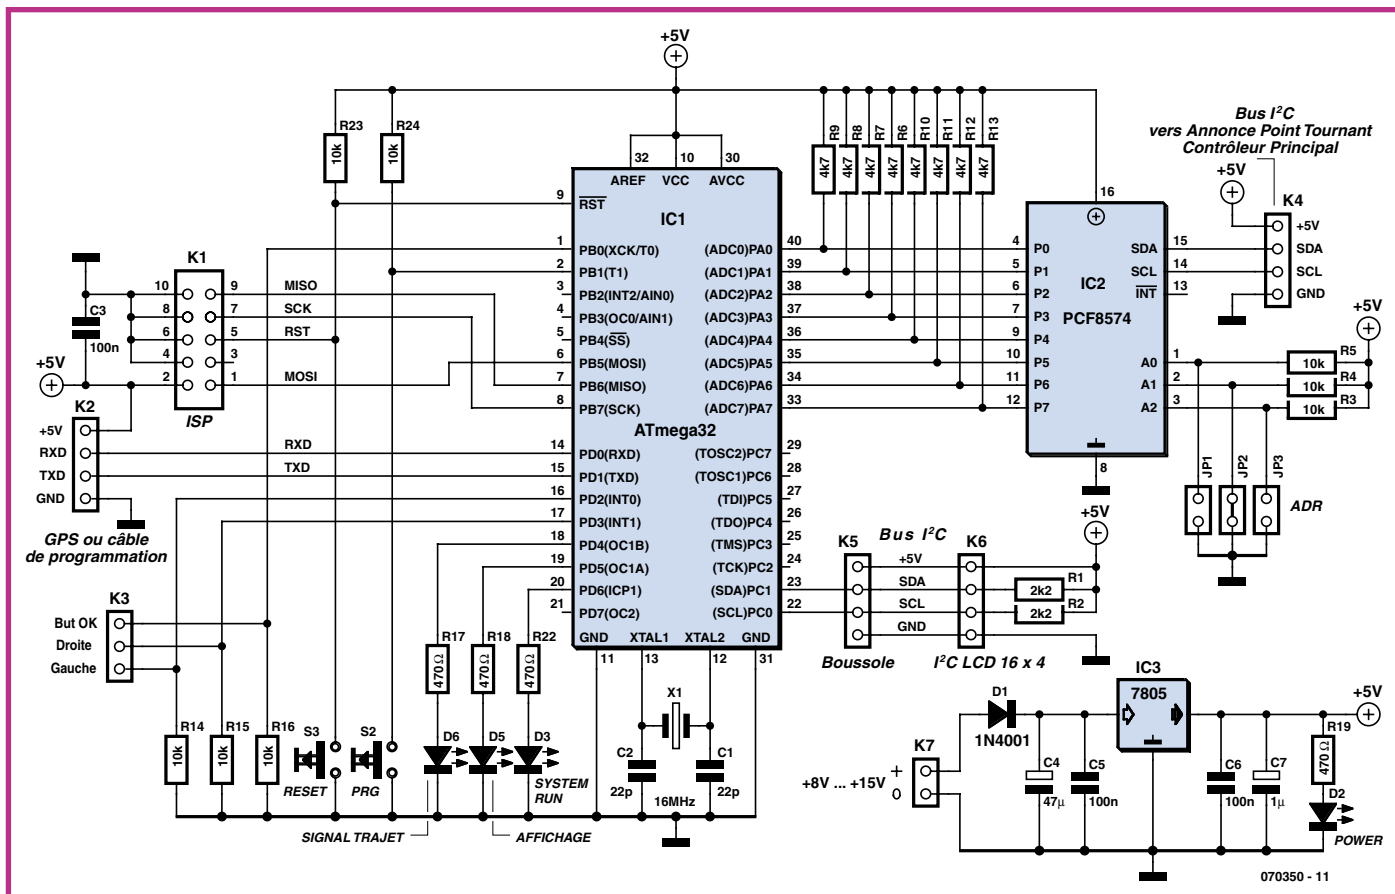 +5V
R23
10k
R24
10k
R9
4k7
R8
4k7
R7
4k7
R6
4k7
R10
4k7
R11
4k7
R12
4k7
R13
4k7
Bus I²C
vers Annonce Point Tournant
Contrôleur Principal
+5V
K4
+5V
SDA
SCL
GND
32
10
30
AREF
VCC
AVCC
IC1
ATmega32
9
RST
1
PB0(XCK/T0)
2
PB1(T1)
3
PB2(INT2/AIN0)
4
PB3(OC0/AIN1)
5
PB4(SS)
6
PB5(MOSI)
7
PB6(MISO)
8
PB7(SCK)
14
PD0(RXD)
15
PD1(TXD)
16
PD2(INT0)
17
PD3(INT1)
18
PD4(OC1B)
19
PD5(OC1A)
20
PD6(ICP1)
21
PD7(OC2)
(ADC0)PA0
40
(ADC1)PA1
39
(ADC2)PA2
38
(ADC3)PA3
37
(ADC4)PA4
36
(ADC5)PA5
35
(ADC6)PA6
34
(ADC7)PA7
33
(TOSC2)PC7
29
(TOSC1)PC6
28
(TDI)PC5
27
(TDO)PC4
26
(TMS)PC3
25
(TCK)PC2
24
(SDA)PC1
23
(SCL)PC0
22
GND
XTAL1
XTAL2
GND
11
13
12
31
16
IC2
PCF8574
4
P0
5
P1
6
P2
7
P3
9
P4
10
P5
11
P6
12
P7
SDA
15
SCL
14
INT
13
A0
1
A1
2
A2
3
8
+5V
R5
10k
R4
10k
R3
10k
JP1
JP2
JP3
ADR
K1
10
9
MISO
8
7
SCK
6
5
RST
4
3
2
1
MOSI
ISP
C3
100n
+5V
K2
+5V
RXD
TXD
GND
RXD
TXD
GPS ou câble
de programmation
K3
But OK
Droite
Gauche
R14
10k
R15
10k
R16
10k
S3
RESET
S2
PRG
R17
470Ω
R18
470Ω
R22
470Ω
D6
D5
D3
SYSTEM
RUN
SIGNAL TRAJET
AFFICHAGE
X1
C2
22p
16MHz
C1
22p
K5
Bus I²C
K6
+5V
SDA
SCL
GND
Boussole
I²C LCD 16 x 4
+5V
R1
2k2
R2
2k2
K7
+8V ... +15V
+
0
D1
1N4001
IC3
7805
C4
47µ
C5
100n
C6
100n
C7
1µ
+5V
R19
470Ω
D2
POWER
070350 - 11